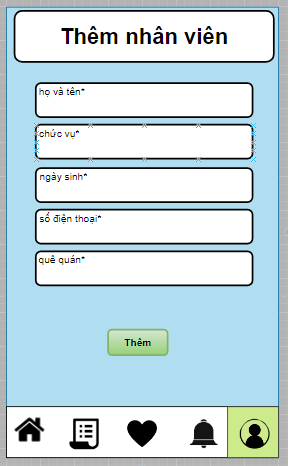 Thêm nhân viên
họ và tên*
chức vụ*
ngày sinh*
số điện thoại*
quê quán*
Thêm